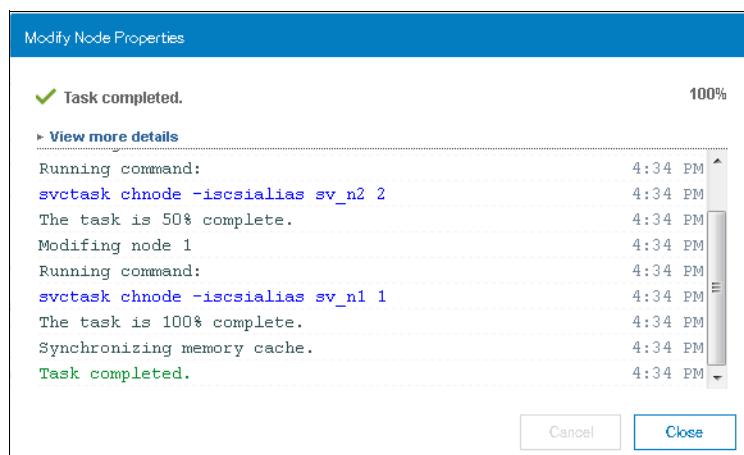 Modify Node Properties
Task completed. 100%
View more details
Running command: 4:34 PM
svctask chnode -iscsialias sv_n2 2 4:34 PM
The task is 50% complete. 4:34 PM
Modifing node 1 4:34 PM
Running command: 4:34 PM
svctask chnode -iscsialias sv_n1 1 4:34 PM
The task is 100% complete. 4:34 PM
Synchronizing memory cache. 4:34 PM
Task completed. 4:34 PM
Cancel Close